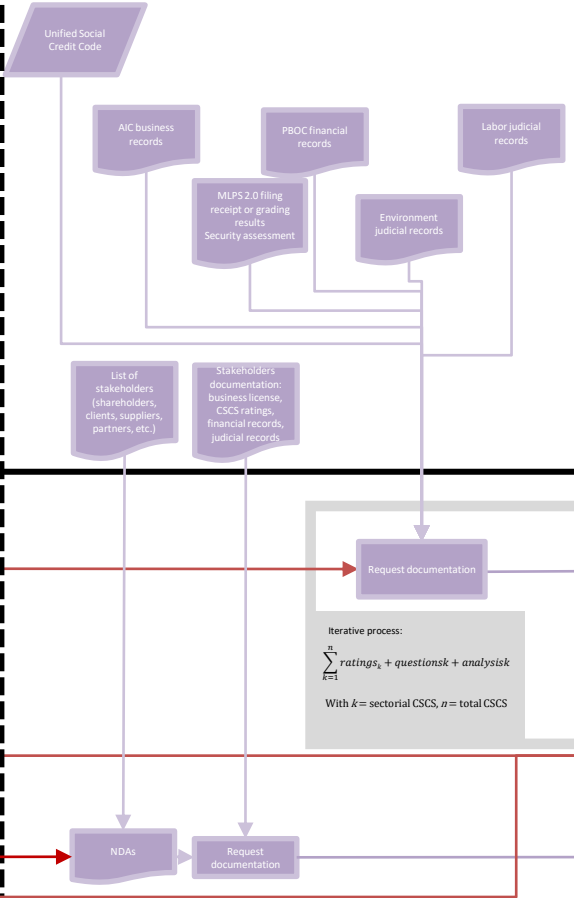 Unified Social
Credit Code
AIC business
records
PBOC financial
records
Labor judicial
records
MLPS 2.0 filing
receipt or grading
results
Security assessment
Environment
judicial records
List of
stakeholders
(shareholders,
clients, suppliers,
partners, etc.)
Stakeholders
documentation:
business license,
CSCS ratings,
financial records,
judicial records
Request documentation
Iterative process:
n
∑ ratingsₖ + questionsk + analysisk
k=1
With k = sectorial CSCS, n = total CSCS
NDAs
Request
documentation